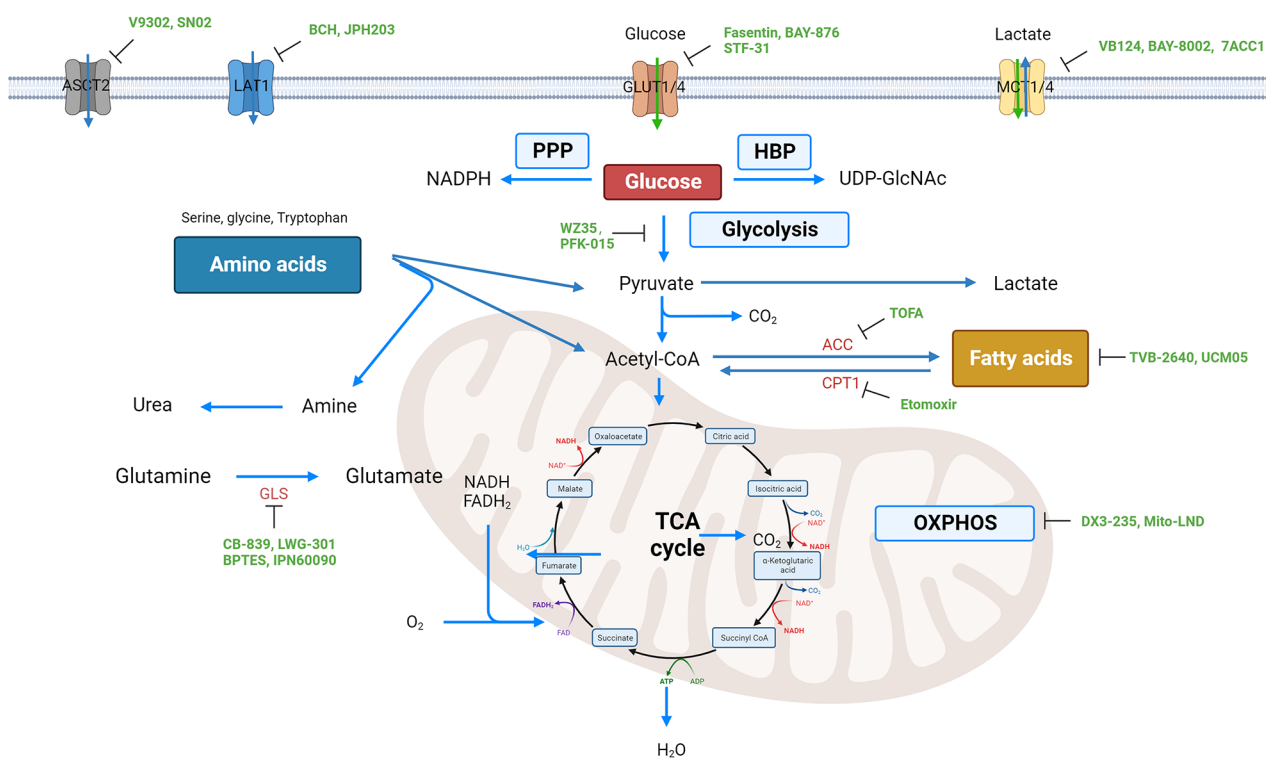 V9302, SN02
BCH, JPH203
Glucose
Fasentin, BAY-876
STF-31
Lactate
VB124, BAY-8002, 7ACC1
ASCT2
LAT1
GLUT1/4
MCT1/4
PPP
HBP
NADPH
Glucose
UDP-GlcNAc
Serine, glycine, Tryptophan
Amino acids
WZ35,
PFK-015
Glycolysis
Pyruvate
Lactate
CO₂
TOFA
Acetyl-CoA
ACC
CPT1
Fatty acids
TVB-2640, UCM05
Etomoxir
Urea
Amine
Glutamine
Glutamate
GLS
CB-839, LWG-301
BPTES, IPN60090
NADH
FADH₂
O₂
Oxaloacetate
Citric acid
NADH
NAD⁺
Malate
Isocitric acid
CO₂
NAD⁺
NADH
TCA
cycle
CO₂
OXPHOS
DX3-235, Mito-LND
H₂O
Fumarate
α-Ketoglutaric
acid
CO₂
NAD⁺
NADH
FADH₂
FAD
Succinate
Succinyl CoA
ATP
ADP
H₂O